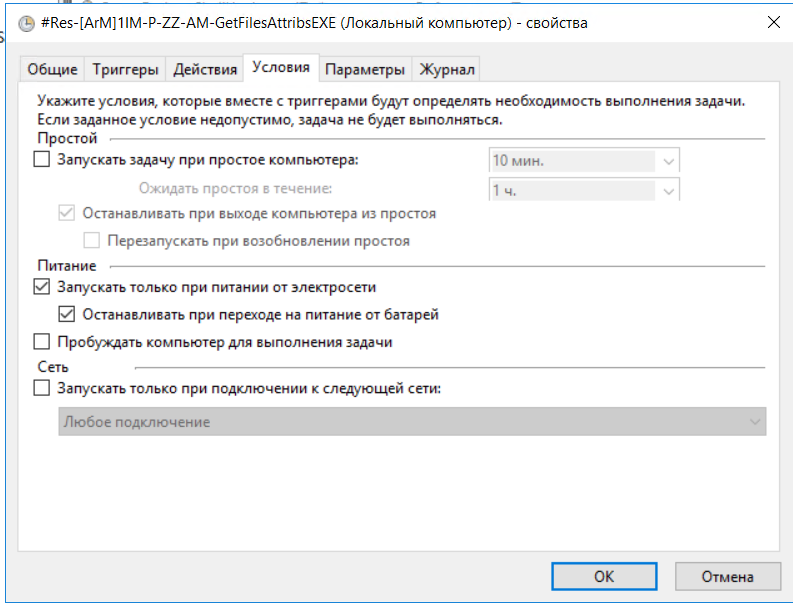 #Res-[ArM]1IM-P-ZZ-AM-GetFilesAttribsEXE (Локальный компьютер) - свойства
Общие Триггеры Действия Условия Параметры Журнал
Укажите условия, которые вместе с триггерами будут определять необходимость выполнения задачи.
Если заданное условие недопустимо, задача не будет выполняться.
Простой
Запускать задачу при простое компьютера: 10 мин.
Ожидать простоя в течение: 1 ч.
Останавливать при выходе компьютера из простоя
Перезапускать при возобновлении простоя
Питание
Запускать только при питании от электросети
Останавливать при переходе на питание от батарей
Пробуждать компьютер для выполнения задачи
Сеть
Запускать только при подключении к следующей сети:
Любое подключение
ОК Отмена